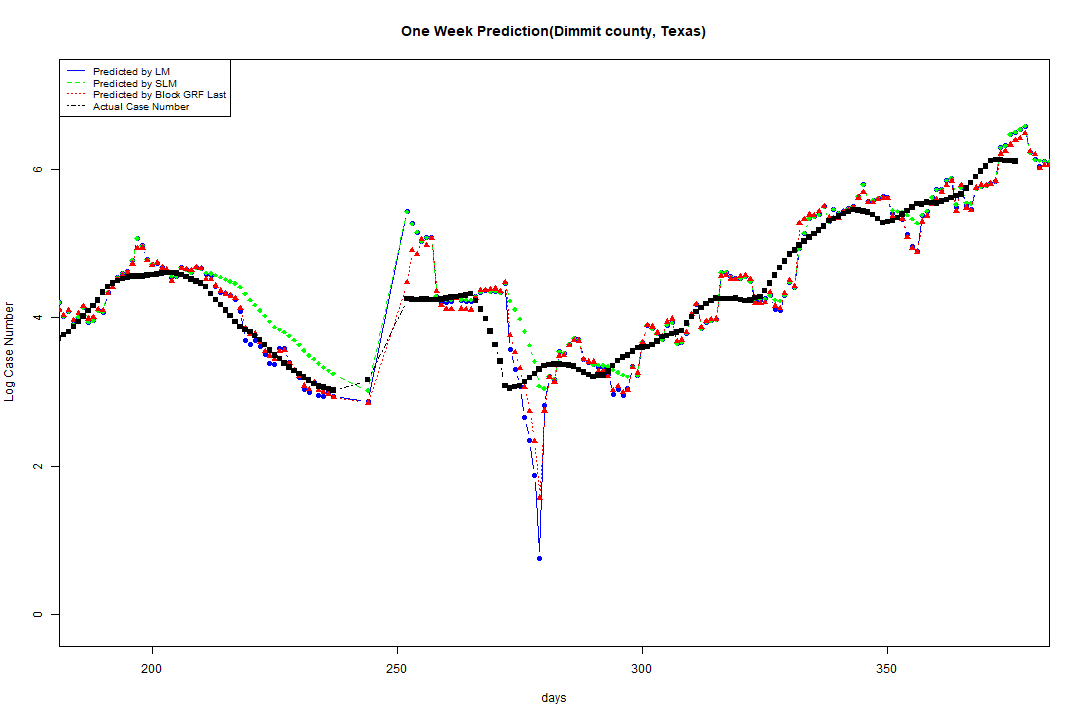 One Week Prediction(Dimmit county, Texas)
Predicted by LM
Predicted by SLM
Predicted by Block GRF Last
Actual Case Number
Log Case Number
6
4
2
0
200
250
300
350
days